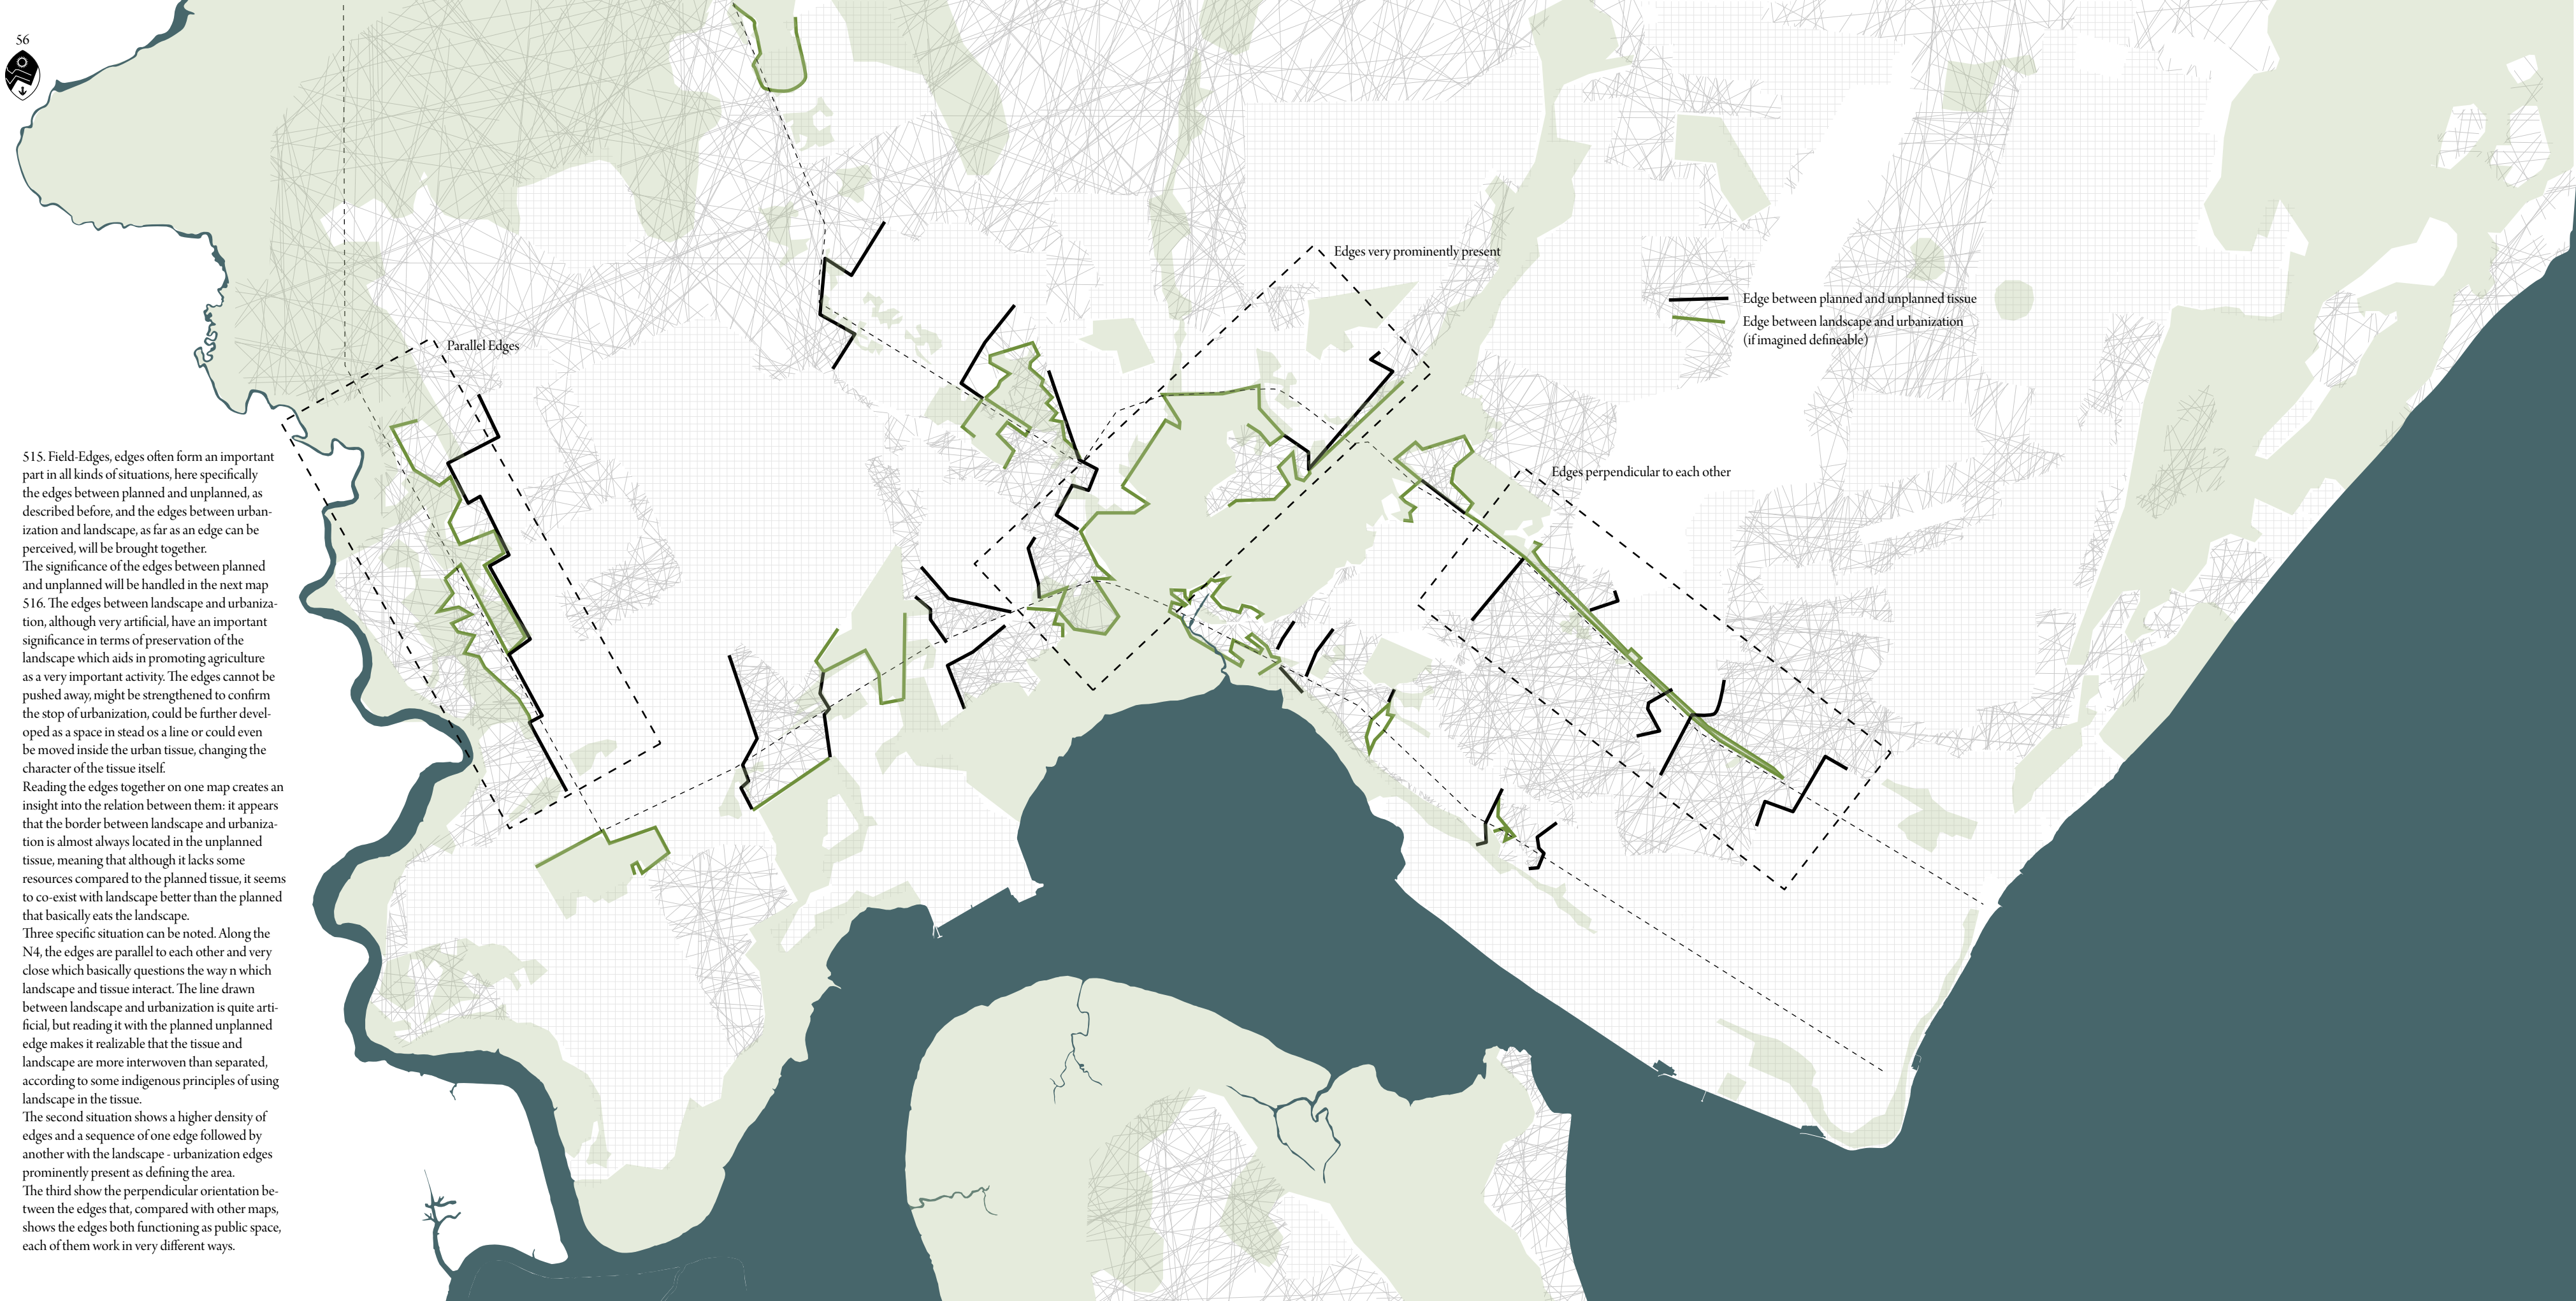 56
515. Field-Edges, edges often form an important
part in all kinds of situations, here specifically
the edges between planned and unplanned, as
described before, and the edges between urban-
ization and landscape, as far as an edge can be
perceived, will be brought together.
The significance of the edges between planned
and unplanned will be handled in the next map
516. The edges between landscape and urbaniza-
tion, although very artificial, have an important
significance in terms of preservation of the
landscape which aids in promoting agriculture
as a very important activity. The edges cannot be
pushed away, might be strengthened to confirm
the stop of urbanization, could be further devel-
oped as a space in stead os a line or could even
be moved inside the urban tissue, changing the
character of the tissue itself.
Reading the edges together on one map creates an
insight into the relation between them: it appears
that the border between landscape and urbaniza-
tion is almost always located in the unplanned
tissue, meaning that although it lacks some
resources compared to the planned tissue, it seems
to co-exist with landscape better than the planned
that basically eats the landscape.
Three specific situation can be noted. Along the
N4, the edges are parallel to each other and very
close which basically questions the way n which
landscape and tissue interact. The line drawn
between landscape and urbanization is quite arti-
ficial, but reading it with the planned unplanned
edge makes it realizable that the tissue and
landscape are more interwoven than separated,
according to some indigenous principles of using
landscape in the tissue.
The second situation shows a higher density of
edges and a sequence of one edge followed by
another with the landscape - urbanization edges
prominently present as defining the area.
The third show the perpendicular orientation be-
tween the edges that, compared with other maps,
shows the edges both functioning as public space,
each of them work in very different ways.
Parallel Edges
Edges very prominently present
Edges perpendicular to each other
Edge between planned and unplanned tissue
Edge between landscape and urbanization
(if imagined defineable)